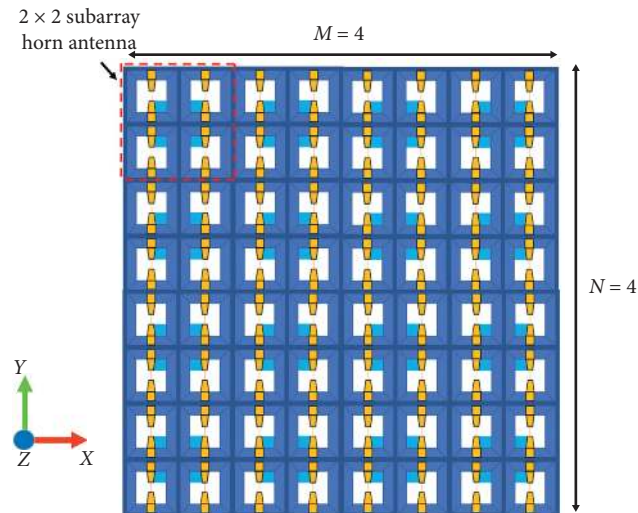 2 × 2 subarray
horn antenna
M = 4
N = 4
Y
Z
X